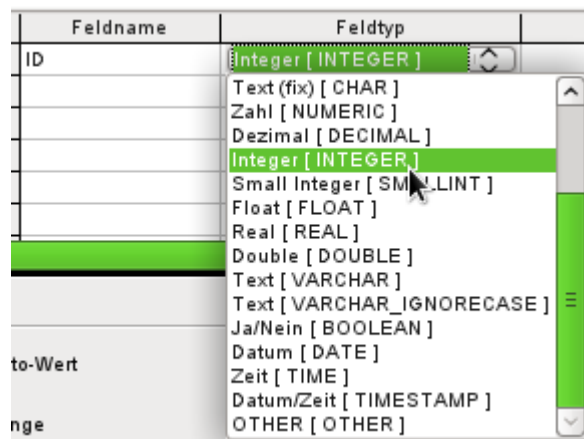 Feldname Feldtyp
ID Integer [ INTEGER ]
Text (fix) [ CHAR ]
Zahl [ NUMERIC ]
Dezimal [ DECIMAL ]
Integer [ INTEGER ]
Small Integer [ SMALLINT ]
Float [ FLOAT ]
Real [ REAL ]
Double [ DOUBLE ]
Text [ VARCHAR ]
Text [ VARCHAR_IGNORECASE ]
Ja/Nein [ BOOLEAN ]
Datum [ DATE ]
to-Wert
Zeit [ TIME ]
Datum/Zeit [ TIMESTAMP ]
nge
OTHER [ OTHER ]